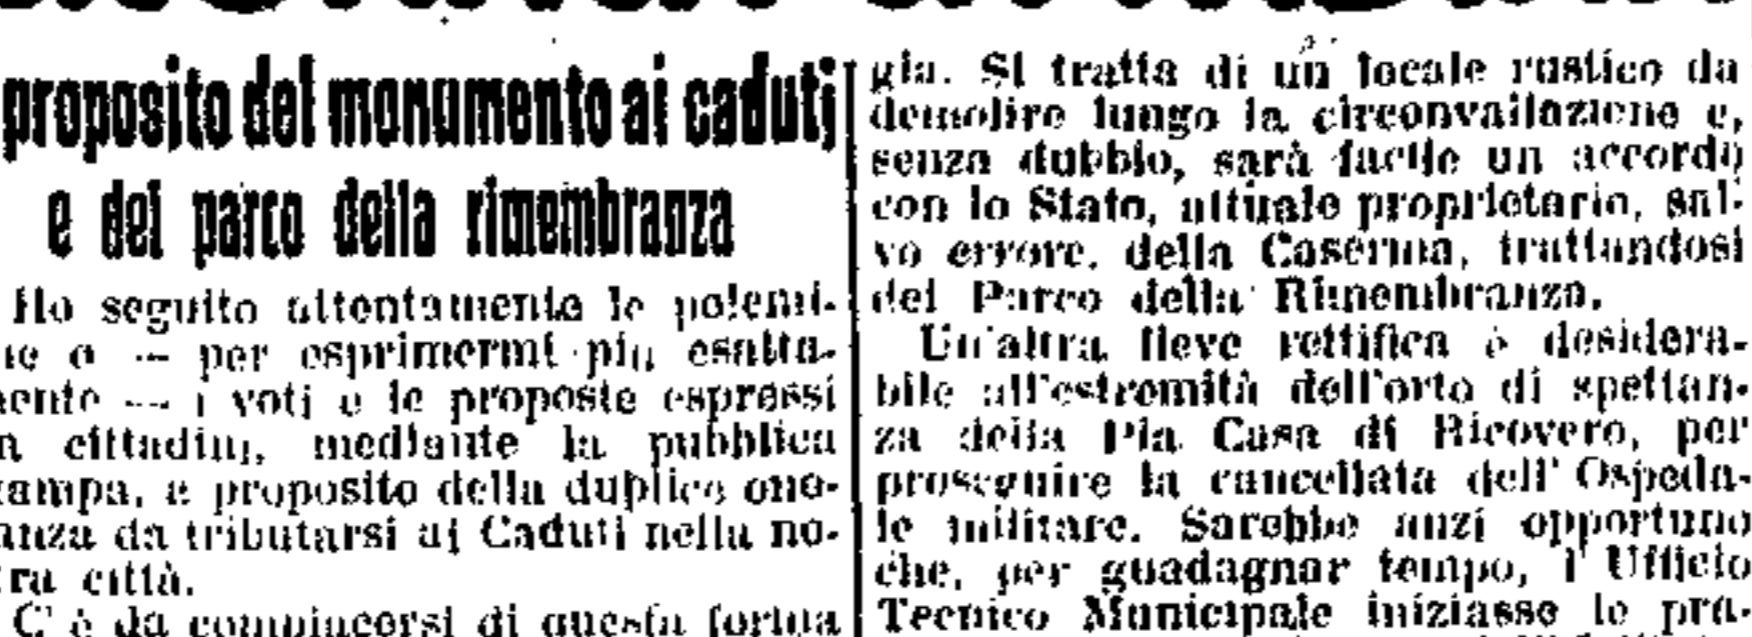 proposito del monumento ai caduti
e del parco della rimembranza
Ho seguito attentamente le polemi-
he o -- per esprimermi più esatta-
mente -- i voti e le proposte espressi
a cittadini, mediante la pubblica
tampa, a proposito della duplice ono-
anza da tributarsi ai Caduti nella no-
tra città.
C' è da compiacersi di questa forma
gia. Si tratta di un locale rustico da
demolire lungo la circonvallazione e,
senza dubbio, sarà facile un accordo
con lo Stato, attuale proprietario, sal-
vo errore, della Caserma, trattandosi
del Parco della Rimembranza.
Un'altra lieve rettifica è desidera-
bile all'estremità dell'orto di spettan-
za della Pia Casa di Ricovero, per
proseguire la cancellata dell' Ospeda-
le militare. Sarebbe anzi opportuno
che, per guadagnar tempo, l' Ufficio
Tecnico Municipale iniziasse le pra-